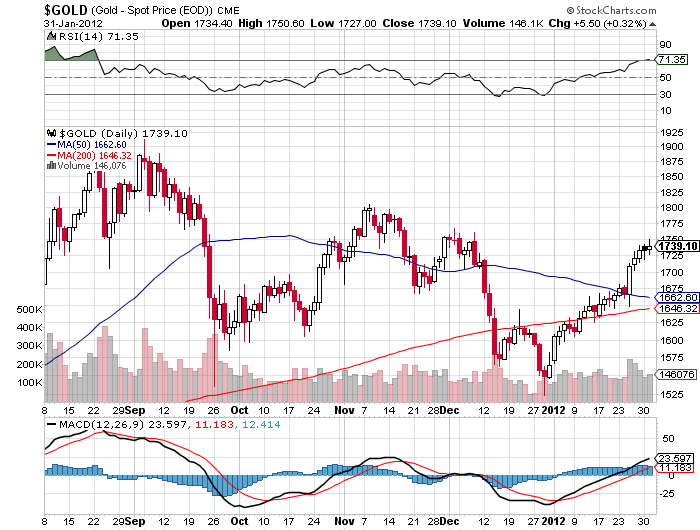 $GOLD (Gold - Spot Price (EOD)) CME © StockCharts.com
31-Jan-2012 Open 1734.40 High 1750.60 Low 1727.00 Close 1739.10 Volume 146.1K Chg +5.50 (+0.32%)
RSI(14) 71.35
90
71.35
50
30
10
$GOLD (Daily) 1739.10
MA(50) 1662.60
MA(200) 1646.32
Volume 146,076
1925
1900
1875
1850
1825
1800
1775
1750
1739.10
1725
1700
1675
1662.60
1646.32
1625
1600
1575
1550
146076
1525
500K
400K
300K
200K
100K
8 15 22 29 Sep 12 19 26 Oct 10 17 24 Nov 7 14 21 28 Dec 12 19 27 2012 9 17 23 30
MACD(12,26,9) 23.597, 11.183, 12.414
50
23.597
11.183
0
-25
8 15 22 29 Sep 12 19 26 Oct 10 17 24 Nov 7 14 21 28 Dec 12 19 27 2012 9 17 23 30